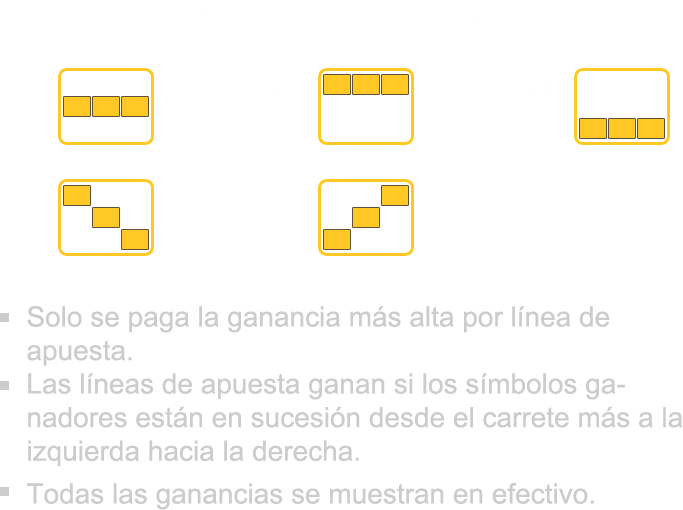 Solo se paga la ganancia más alta por línea de
apuesta.
Las líneas de apuesta ganan si los símbolos ga-
nadores están en sucesión desde el carrete más a la
izquierda hacia la derecha.
Todas las ganancias se muestran en efectivo.